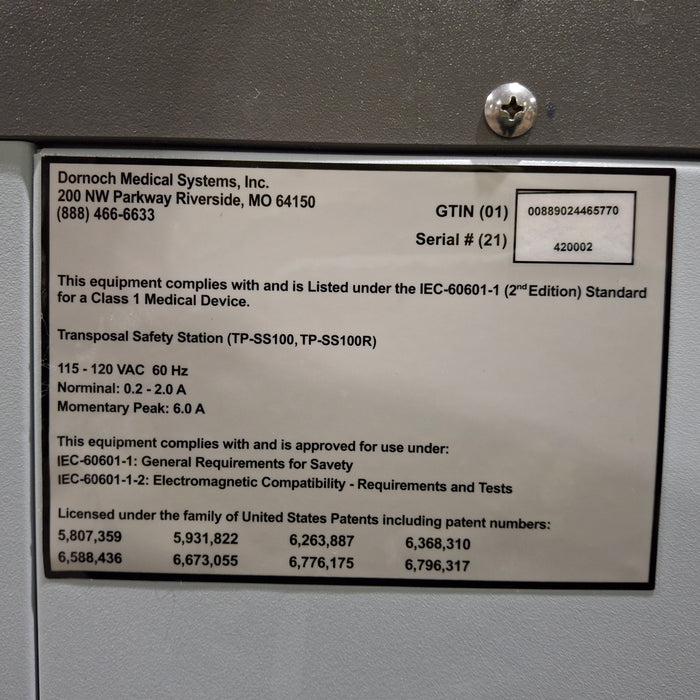 Dornoch Medical Systems, Inc.
200 NW Parkway Riverside, MO 64150
(888) 466-6633
GTIN (01) 00889024465770
Serial # (21) 420002
This equipment complies with and is Listed under the IEC-60601-1 (2nd Edition) Standard
for a Class 1 Medical Device.
Transposal Safety Station (TP-SS100, TP-SS100R)
115 - 120 VAC 60 Hz
Norminal: 0.2 - 2.0 A
Momentary Peak: 6.0 A
This equipment complies with and is approved for use under:
IEC-60601-1: General Requirements for Savety
IEC-60601-1-2: Electromagnetic Compatibility - Requirements and Tests
Licensed under the family of United States Patents including patent numbers:
5,807,359 5,931,822 6,263,887 6,368,310
6,588,436 6,673,055 6,776,175 6,796,317